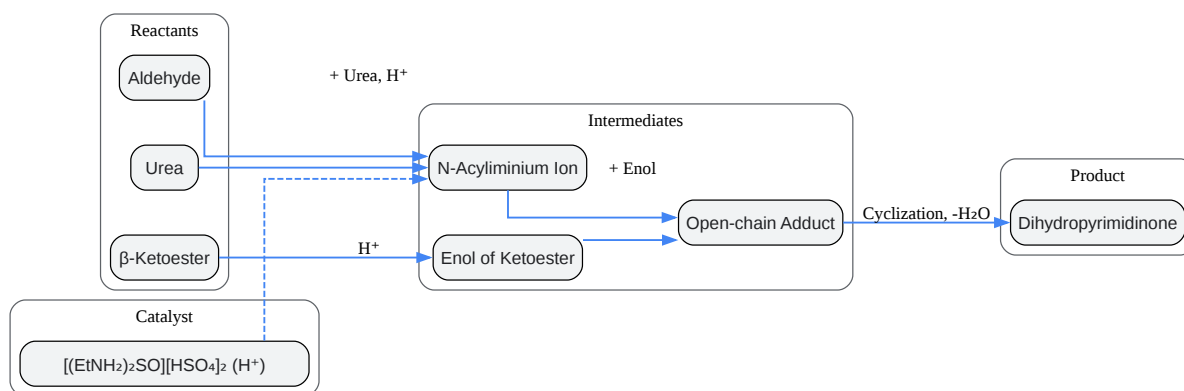 Reactants
Aldehyde
+ Urea, H⁺
Intermediates
Urea
N-Acyliminium Ion
+ Enol
Product
Open-chain Adduct
Cyclization, -H₂O
Dihydropyrimidinone
β-Ketoester
H⁺
Enol of Ketoester
Catalyst
[(EtNH₂)₂SO][HSO₄]₂ (H⁺)